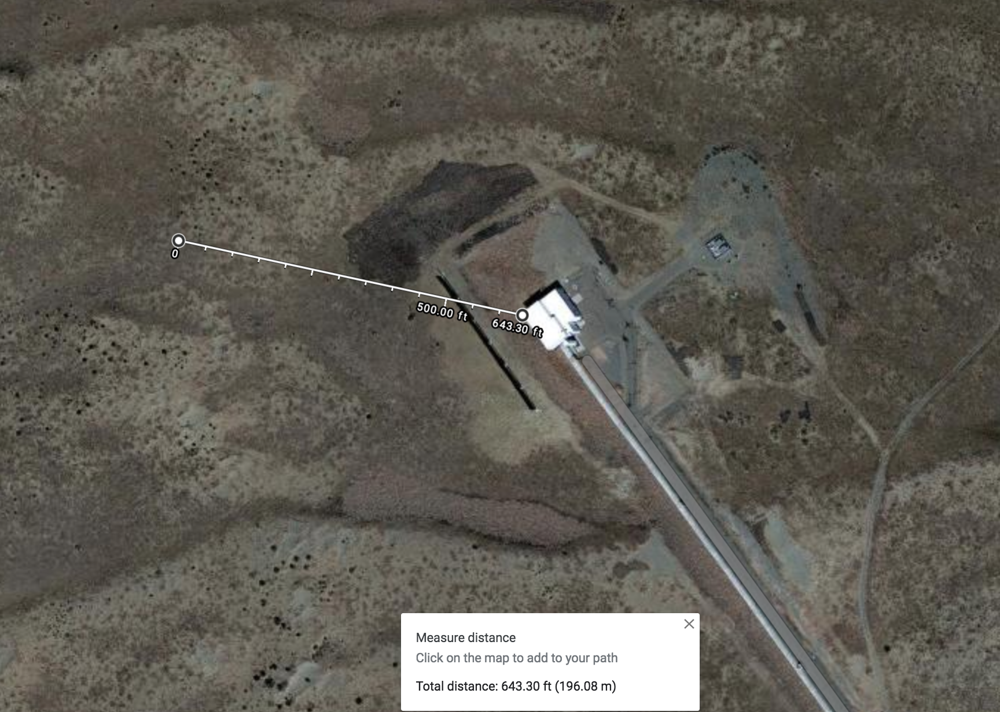 0
500.00 ft
643.30 ft
Measure distance
Click on the map to add to your path
Total distance: 643.30 ft (196.08 m)